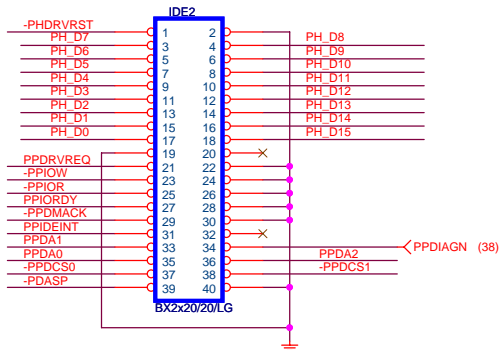 IDE2
-PHDRVRST 1 2
PH_D7 3 4 PH_D8
PH_D6 5 6 PH_D9
PH_D5 7 8 PH_D10
PH_D4 9 10 PH_D11
PH_D3 11 12 PH_D12
PH_D2 13 14 PH_D13
PH_D1 15 16 PH_D14
PH_D0 17 18 PH_D15
19 20
PPDRVREQ 21 22
-PPIOW 23 24
-PPIOR 25 26
PPIORDY 27 28
-PPDMACK 29 30
PPIDEINT 31 32
PPDA1 33 34 PPDIAGN (38)
PPDA0 35 36 PPDA2
-PPDCS0 37 38 -PPDCS1
-PDASP 39 40
BX2x20/20/LG